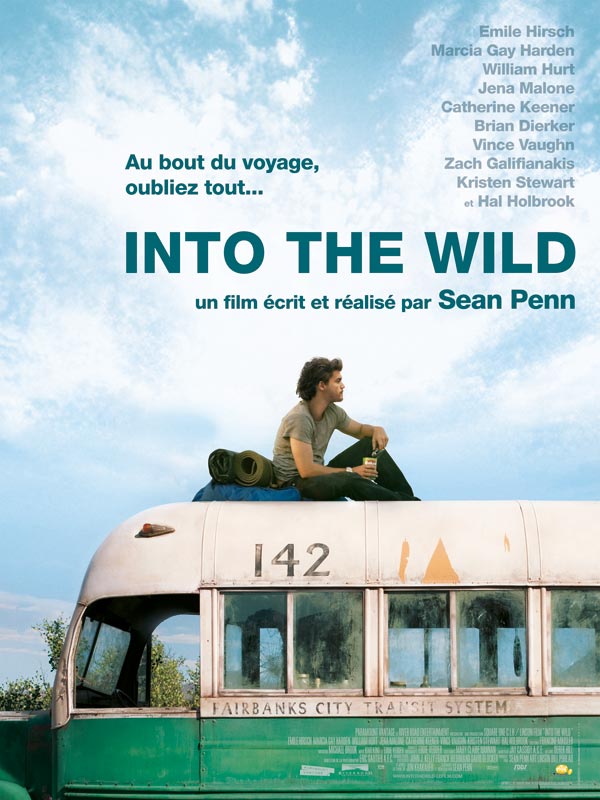 Emile Hirsch
Marcia Gay Harden
William Hurt
Jena Malone
Catherine Keener
Brian Dierker
Vince Vaughn
Zach Galifianakis
Kristen Stewart
et Hal Holbrook
Au bout du voyage,
oubliez tout...
INTO THE WILD
un film écrit et réalisé par Sean Penn
142
FAIRBANKS CITY TRANSIT SYSTEM